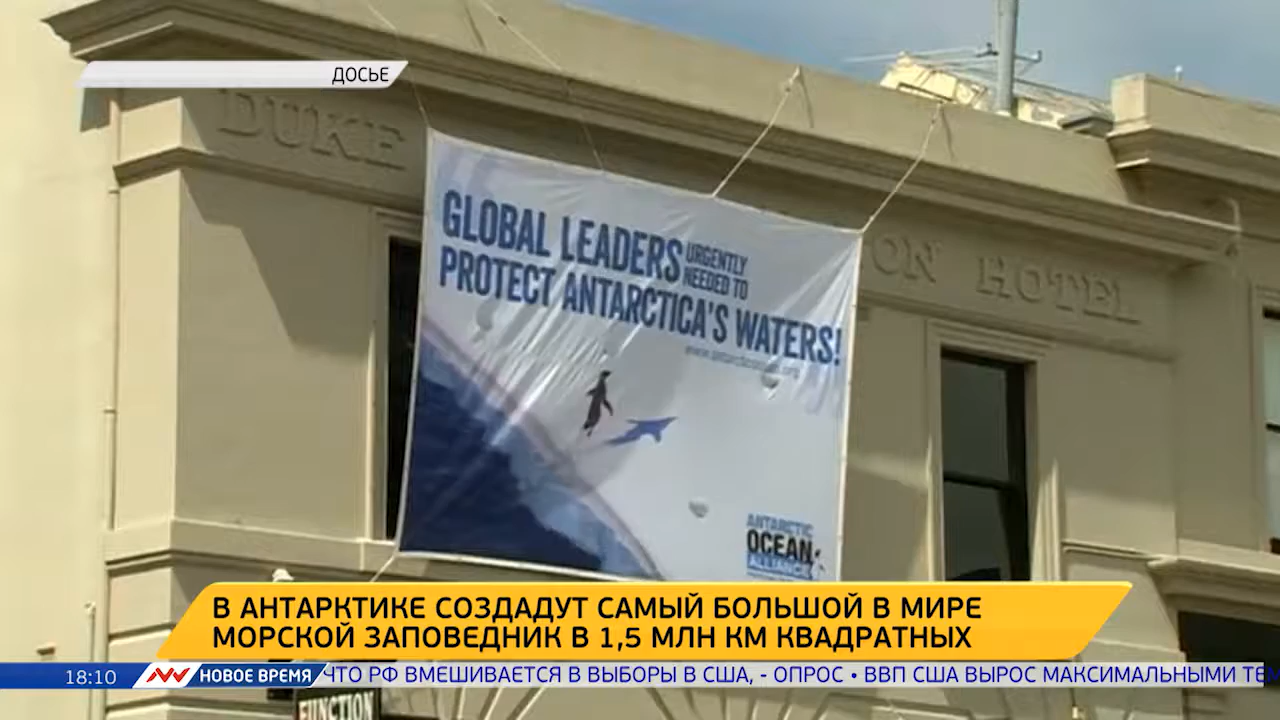 ДОСЬЕ
DUKE
ON HOTEL
GLOBAL LEADERS URGENTLY NEEDED TO
PROTECT ANTARCTICA'S WATERS!
ANTARCTIC
OCEAN
ALLIANCE
В АНТАРКТИКЕ СОЗДАДУТ САМЫЙ БОЛЬШОЙ В МИРЕ
МОРСКОЙ ЗАПОВЕДНИК В 1,5 МЛН КМ КВАДРАТНЫХ
18:10 НОВОЕ ВРЕМЯ ЧТО РФ ВМЕШИВАЕТСЯ В ВЫБОРЫ В США, - ОПРОС • ВВП США ВЫРОС МАКСИМАЛЬНЫМИ ТЕМ
FUNCTION